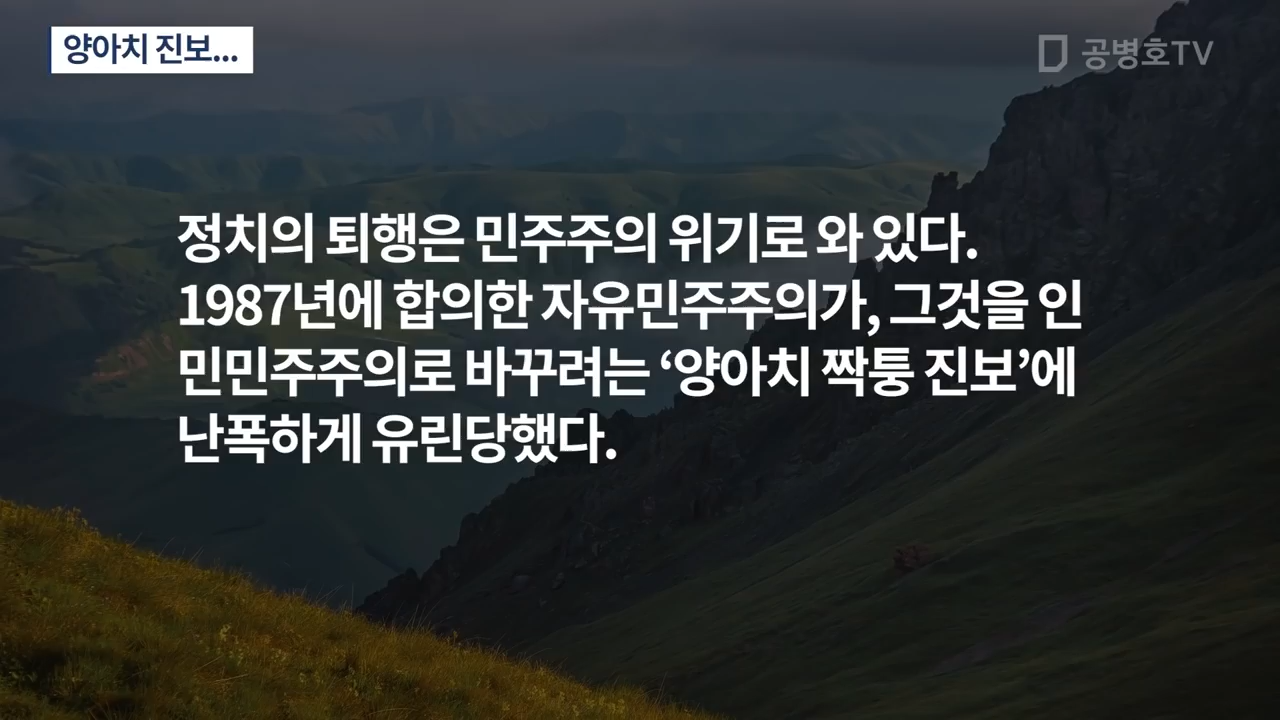 양아치 진보...
공병호TV
정치의 퇴행은 민주주의 위기로 와 있다.
1987년에 합의한 자유민주주의가, 그것을 인
민민주주의로 바꾸려는 ‘양아치 짝퉁 진보’에
난폭하게 유린당했다.